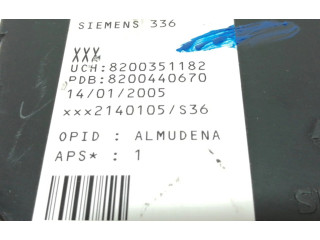 SIEMENS 336
XXX
UCH:8200351182
PDB:8200440670
14/01/2005
xxx2140105/S36
OPID : ALMUDENA
APS* : 1